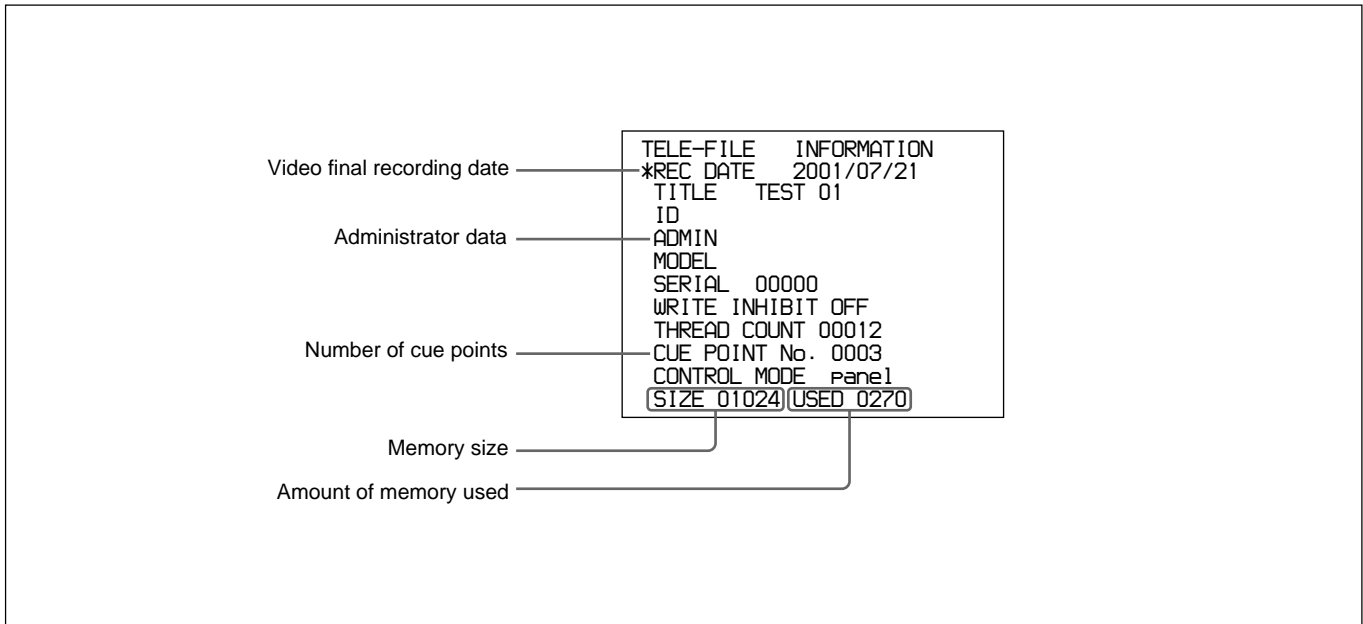 TELE-FILE INFORMATION
Video final recording date
*REC DATE 2001/07/21
TITLE TEST 01
ID
Administrator data
ADMIN
MODEL
SERIAL 00000
WRITE INHIBIT OFF
THREAD COUNT 00012
Number of cue points
CUE POINT No. 0003
CONTROL MODE panel
SIZE 01024 USED 0270
Memory size
Amount of memory used